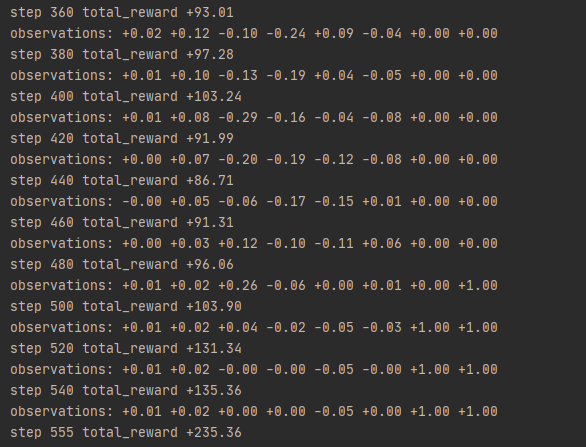 step 360 total_reward +93.01
observations: +0.02 +0.12 -0.10 -0.24 +0.09 -0.04 +0.00 +0.00
step 380 total_reward +97.28
observations: +0.01 +0.10 -0.13 -0.19 +0.04 -0.05 +0.00 +0.00
step 400 total_reward +103.24
observations: +0.01 +0.08 -0.29 -0.16 -0.04 -0.08 +0.00 +0.00
step 420 total_reward +91.99
observations: +0.00 +0.07 -0.20 -0.19 -0.12 -0.08 +0.00 +0.00
step 440 total_reward +86.71
observations: -0.00 +0.05 -0.06 -0.17 -0.15 +0.01 +0.00 +0.00
step 460 total_reward +91.31
observations: +0.00 +0.03 +0.12 -0.10 -0.11 +0.06 +0.00 +0.00
step 480 total_reward +96.06
observations: +0.01 +0.02 +0.26 -0.06 +0.00 +0.01 +0.00 +1.00
step 500 total_reward +103.90
observations: +0.01 +0.02 +0.04 -0.02 -0.05 -0.03 +1.00 +1.00
step 520 total_reward +131.34
observations: +0.01 +0.02 -0.00 -0.00 -0.05 -0.00 +1.00 +1.00
step 540 total_reward +135.36
observations: +0.01 +0.02 +0.00 +0.00 -0.05 +0.00 +1.00 +1.00
step 555 total_reward +235.36